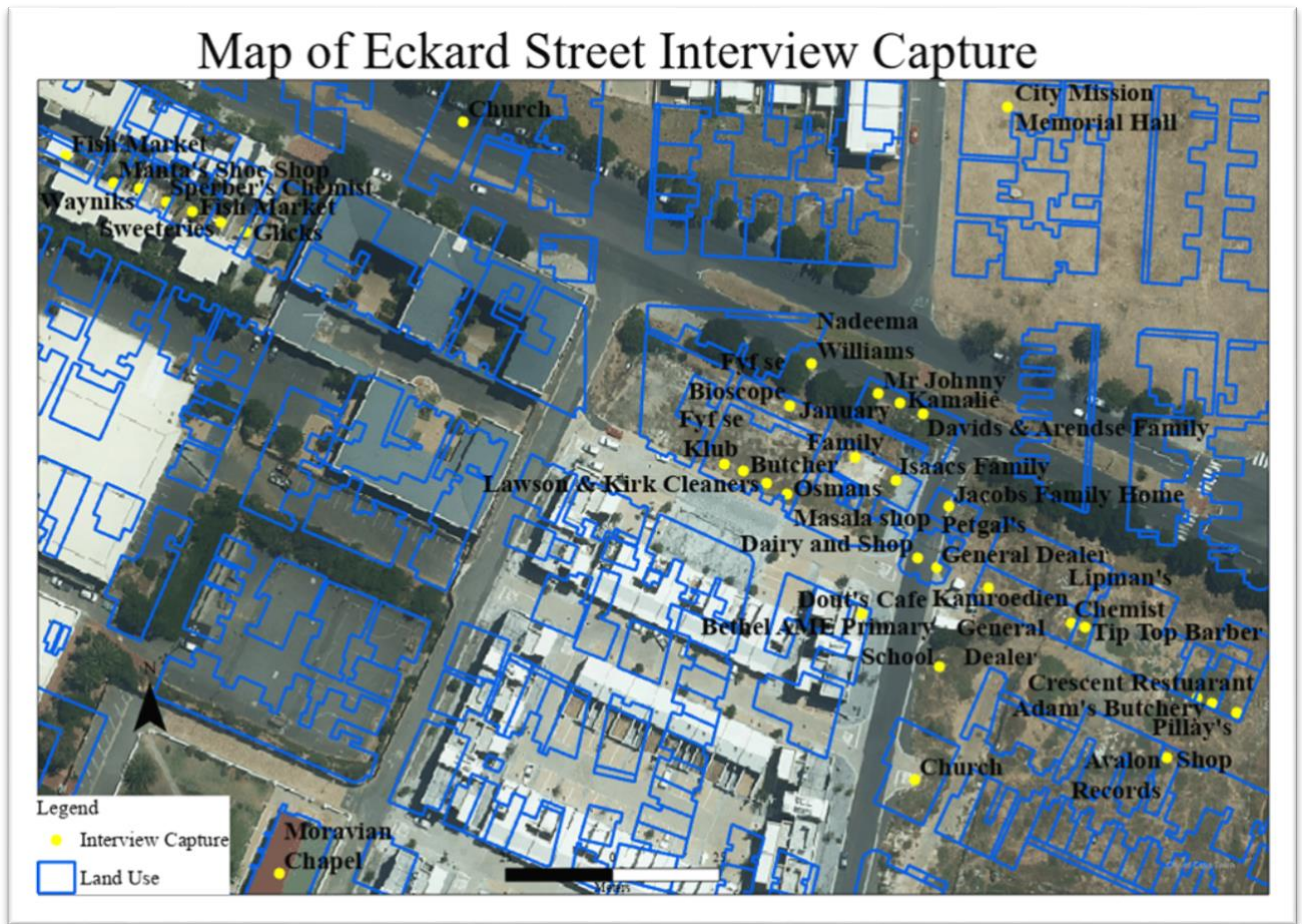 Map of Eckard Street Interview Capture
Church
City Mission
Memorial Hall
Fish Market
Manta's Shoe Shop
Sperber's Chemist
Wayniks
Fish Market
Sweeteries
Glicks
Nadeema
Williams
Fyf se
Bioscope
Mr Johnny
Kamalie
January
Family
Davids & Arendse Family
Fyf se
Klub
Butcher
Isaacs Family
Lawson & Kirk Cleaners
Osmans
Masala shop
Jacobs Family Home
Petgal's
General Dealer
Dairy and Shop
Lipman's
Chemist
Dout's Cafe
Kamroedien
General
Dealer
Tip Top Barber
Bethel AME Primary
School
Crescent Restuarant
Adam's Butchery
Pillay's
Shop
Avalon
Records
Church
Moravian
Chapel
N
Legend
Interview Capture
Land Use
0
Meters